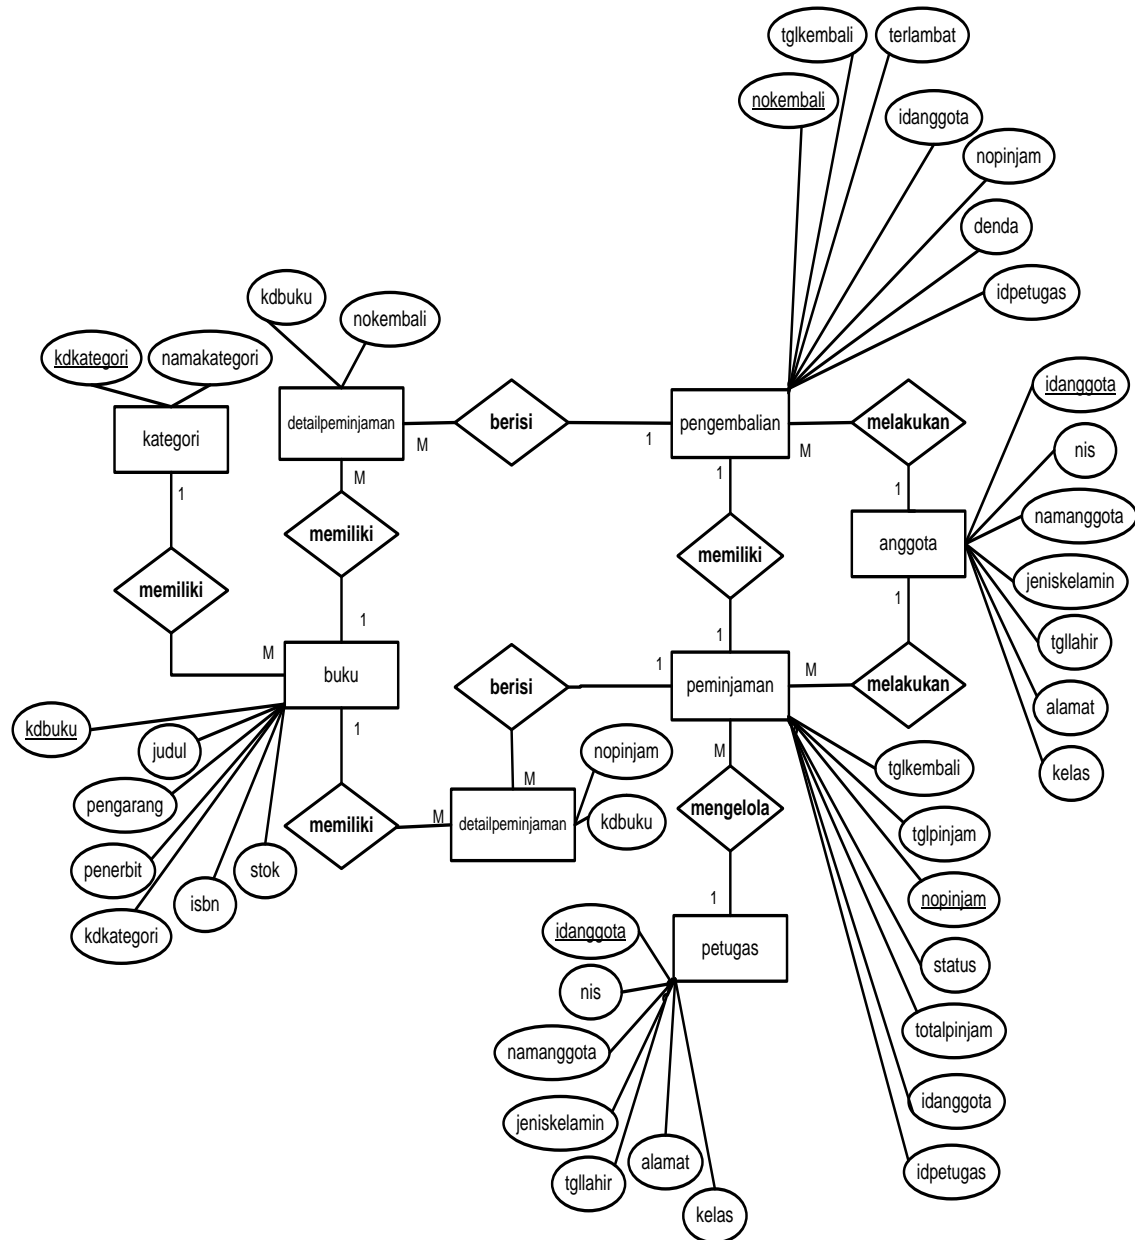 tglkembali
terlambat
nokembali
idanggota
nopinjam
denda
idpetugas
kdbuku
nokembali
kdkategori
namakategori
kategori
detailpeminjaman
M
berisi
1
pengembalian
M
melakukan
idanggota
nis
namanggota
jeniskelamin
tgllahir
alamat
kelas
1
anggota
1
1
memiliki
M
memiliki
1
1
memiliki
1
M
buku
berisi
1
peminjaman
M
melakukan
kdbuku
judul
pengarang
penerbit
kdkategori
isbn
stok
1
memiliki
M
M
detailpeminjaman
nopinjam
kdbuku
M
mengelola
1
petugas
tglkembali
tglpinjam
nopinjam
status
totalpinjam
idanggota
idpetugas
idanggota
nis
namanggota
jeniskelamin
tgllahir
alamat
kelas